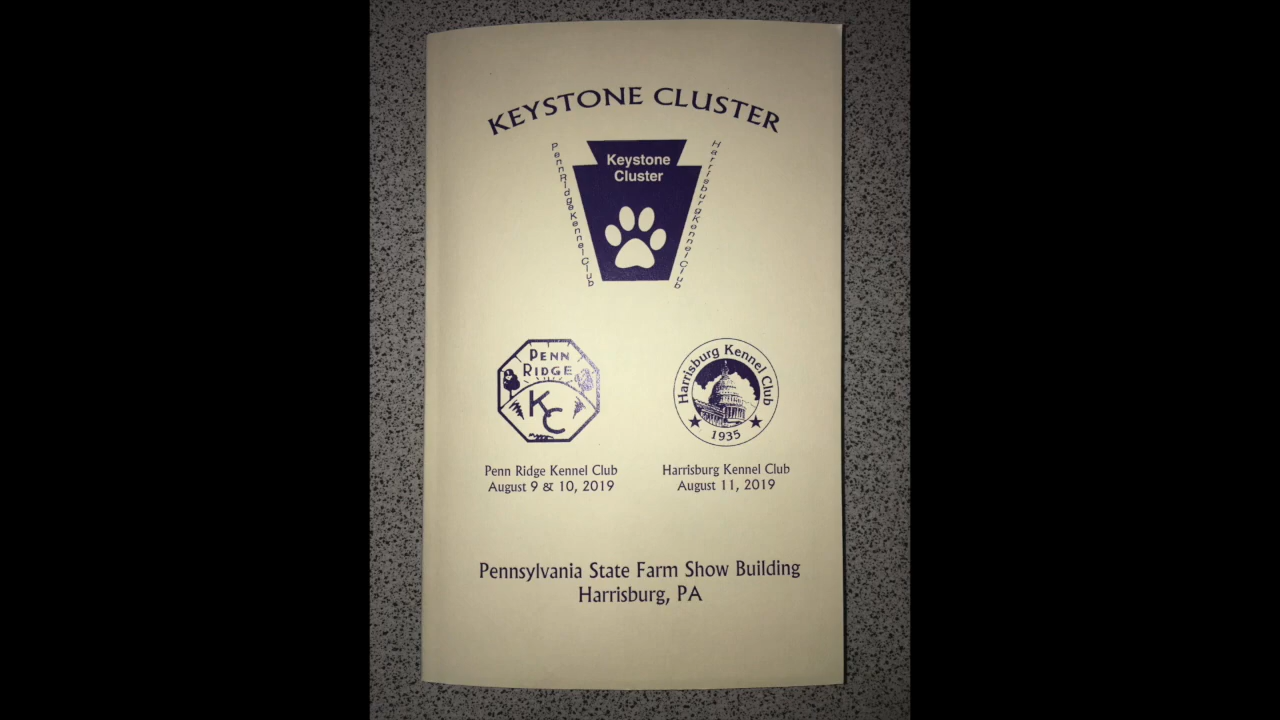 KEYSTONE CLUSTER
PennRidgeKennelClub
Keystone
Cluster
HarrisburgKennelClub
PENN
RIDGE
KC
Harrisburg Kennel Club
1935
Penn Ridge Kennel Club
August 9 & 10, 2019
Harrisburg Kennel Club
August 11, 2019
Pennsylvania State Farm Show Building
Harrisburg, PA